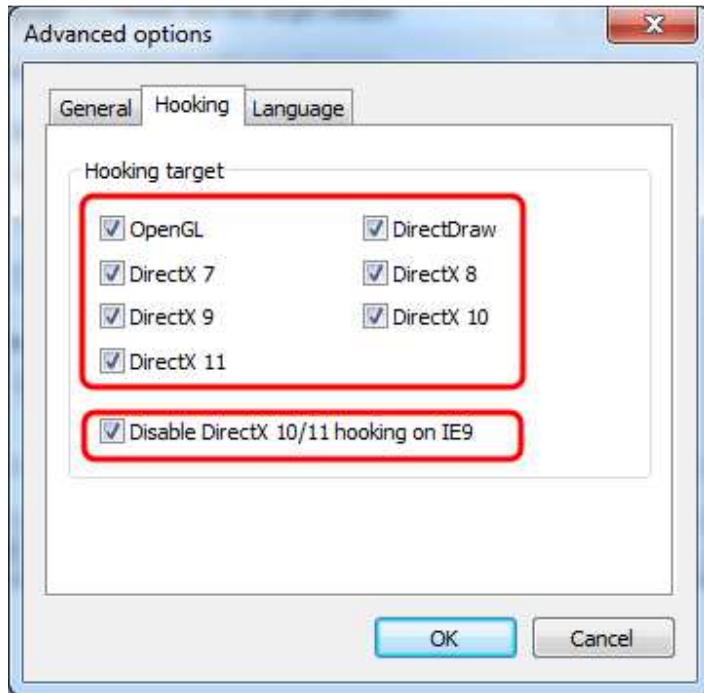 Advanced options
General Hooking Language
Hooking target
OpenGL DirectDraw
DirectX 7 DirectX 8
DirectX 9 DirectX 10
DirectX 11
Disable DirectX 10/11 hooking on IE9
OK Cancel